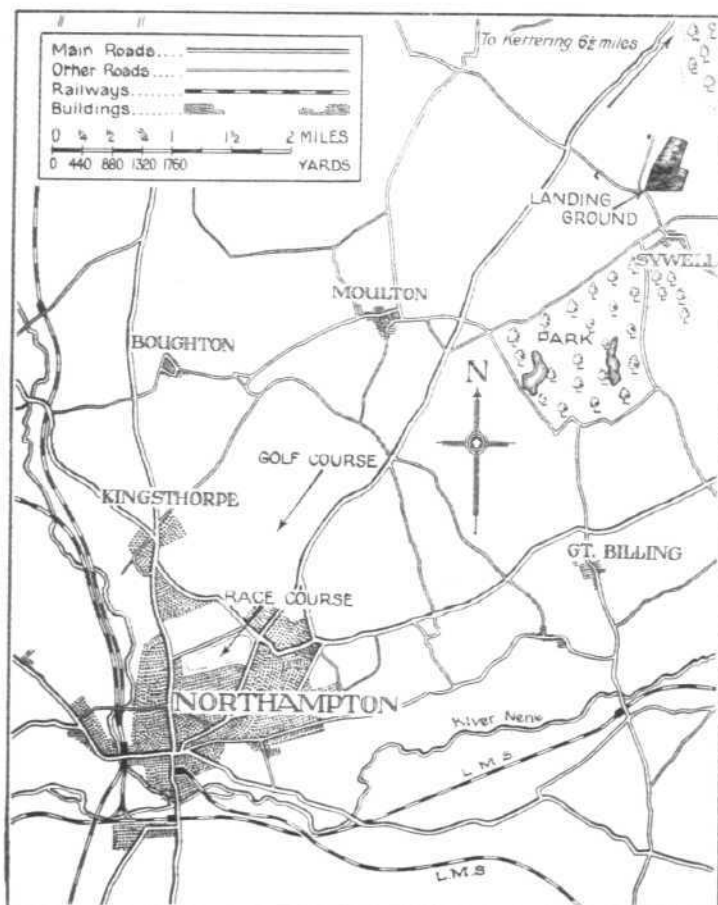 Main Roads....
Other Roads....
Railways.......
Buildings......
0 ¼ ½ ¾ 1 1½ 2 MILES
0 440 880 1320 1760 YARDS
To Kettering 6½ miles
LANDING
GROUND
SYWELL
MOULTON
BOUGHTON
PARK
N
GOLF COURSE
KINGSTHORPE
GT. BILLING
RACE COURSE
NORTHAMPTON
River Nene
L.M.S
L.M.S